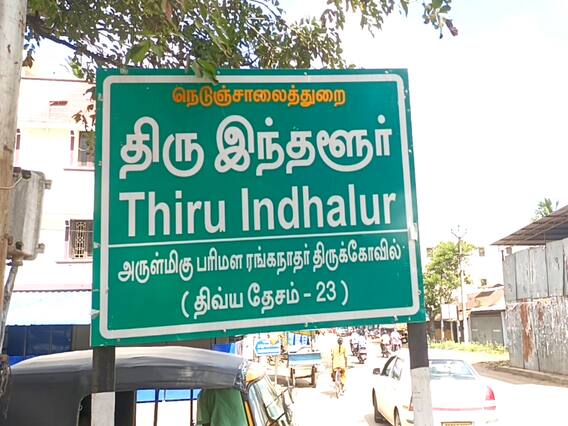 நெடுஞ்சாலைத்துறை
திரு இந்தளூர்
Thiru Indhalur
அருள்மிகு பரிமள ரங்கநாதர் திருக்கோவில்
( திவ்ய தேசம் - 23 )